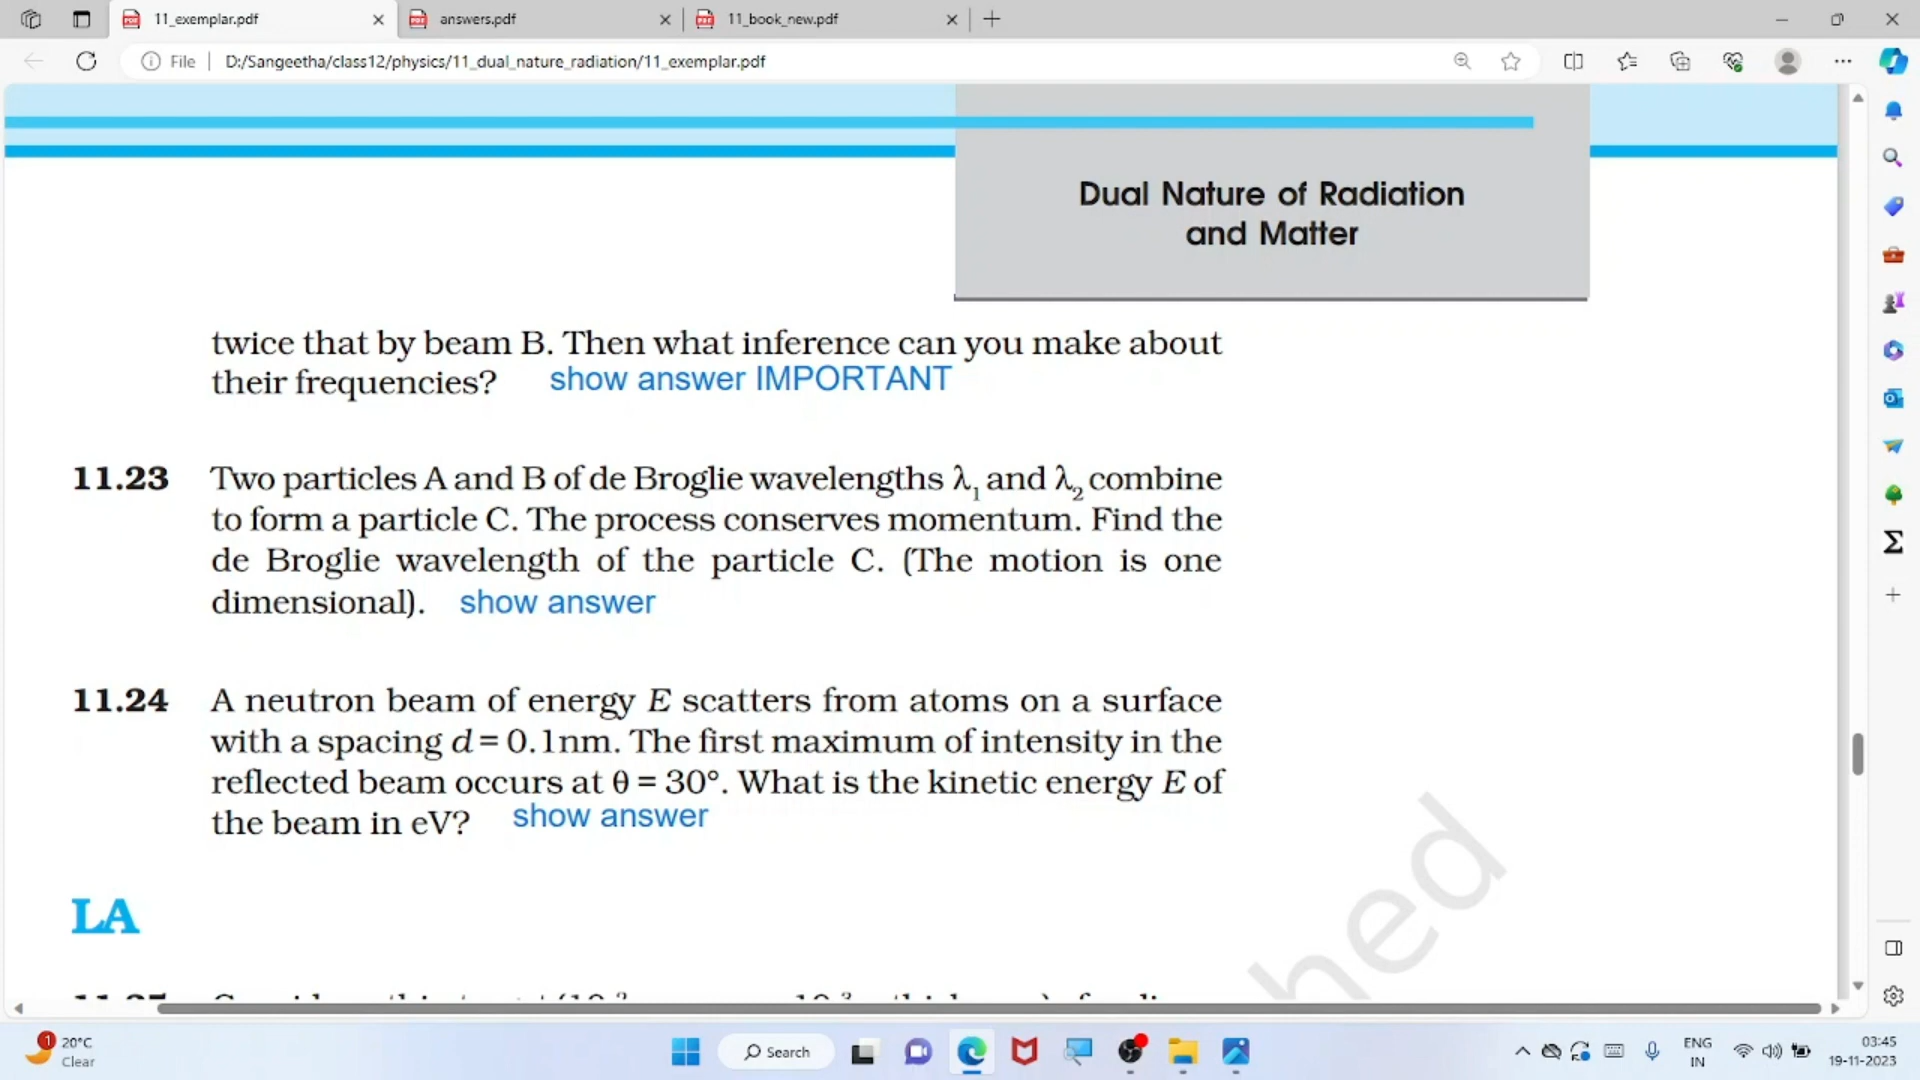 11_exemplar.pdf
answers.pdf
11_book_new.pdf
File
D:/Sangeetha/class12/physics/11_dual_nature_radiation/11_exemplar.pdf
Dual Nature of Radiation
and Matter
twice that by beam B. Then what inference can you make about
their frequencies? show answer IMPORTANT
11.23 Two particles A and B of de Broglie wavelengths λ₁ and λ₂ combine
to form a particle C. The process conserves momentum. Find the
de Broglie wavelength of the particle C. (The motion is one
dimensional). show answer
11.24 A neutron beam of energy E scatters from atoms on a surface
with a spacing d = 0.1nm. The first maximum of intensity in the
reflected beam occurs at θ = 30°. What is the kinetic energy E of
the beam in eV? show answer
hed
LA
1
20°C
Clear
Search
ENG
IN
03:45
19-11-2023